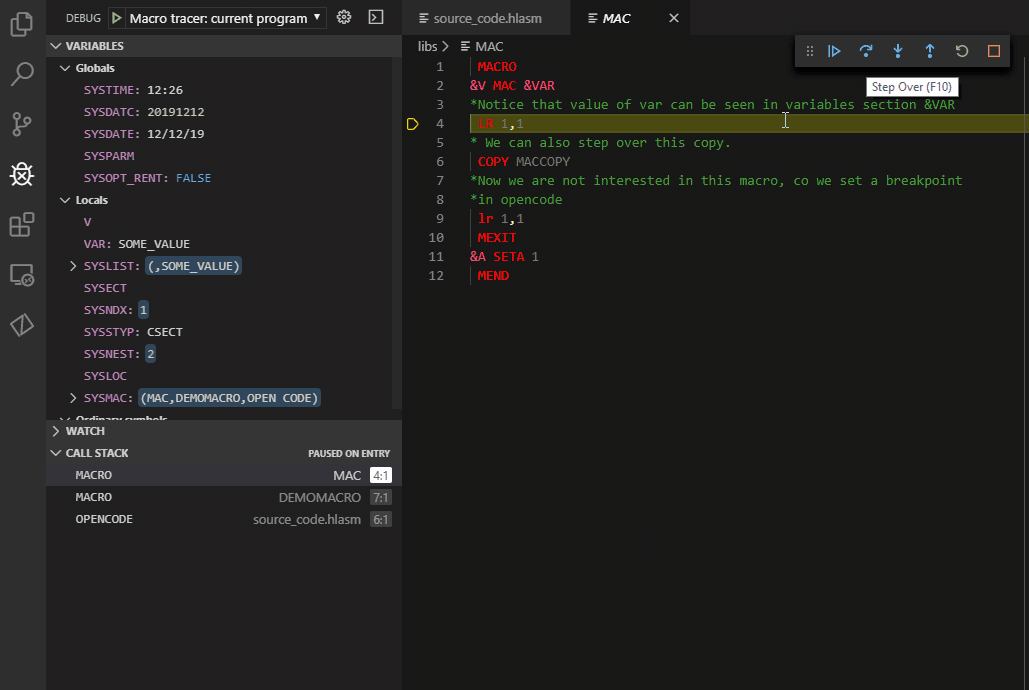 DEBUG Macro tracer: current program
VARIABLES
Globals
SYSTIME: 12:26
SYSDATC: 20191212
SYSDATE: 12/12/19
SYSPARM
SYSOPT_RENT: FALSE
Locals
V
VAR: SOME_VALUE
SYSLIST: (,SOME_VALUE)
SYSECT
SYSNDX: 1
SYSSTYP: CSECT
SYSNEST: 2
SYSLOC
SYSMAC: (MAC,DEMOMACRO,OPEN CODE)
Ordinary symbols
WATCH
CALL STACK PAUSED ON ENTRY
MACRO MAC 4:1
MACRO DEMOMACRO 7:1
OPENCODE source_code.hlasm 6:1
source_code.hlasm MAC
libs > MAC
Step Over (F10)
1 MACRO
2 &V MAC &VAR
3 *Notice that value of var can be seen in variables section &VAR
4 LR 1,1
5 * We can also step over this copy.
6 COPY MACCOPY
7 *Now we are not interested in this macro, co we set a breakpoint
8 *in opencode
9 lr 1,1
10 MEXIT
11 &A SETA 1
12 MEND